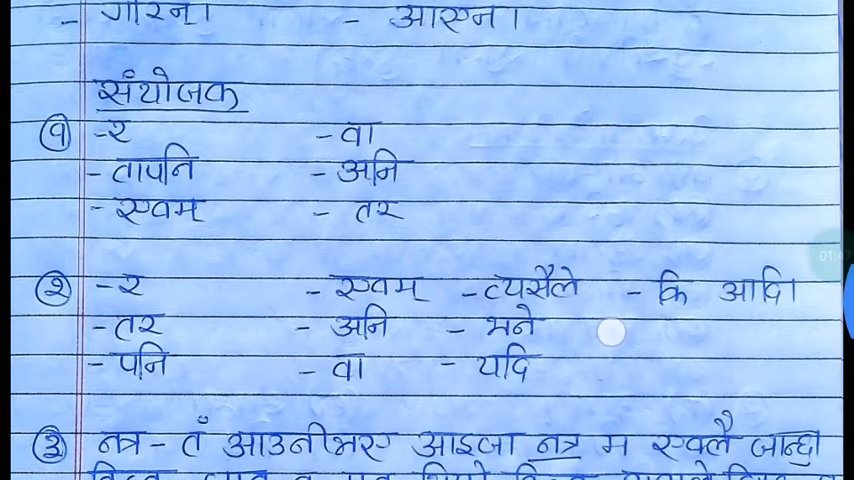 - गरिन। - आएन।
संयोजक
१ - र - वा
- तापनि - अनि
- एवम् - तर
२ - र - एवम् - त्यसैले - कि आदि।
- तर - अनि - भने
- पनि - वा - यदि
३ नत्र - तँ आउनीभए आइजा नत्र म एक्लै जान्छु